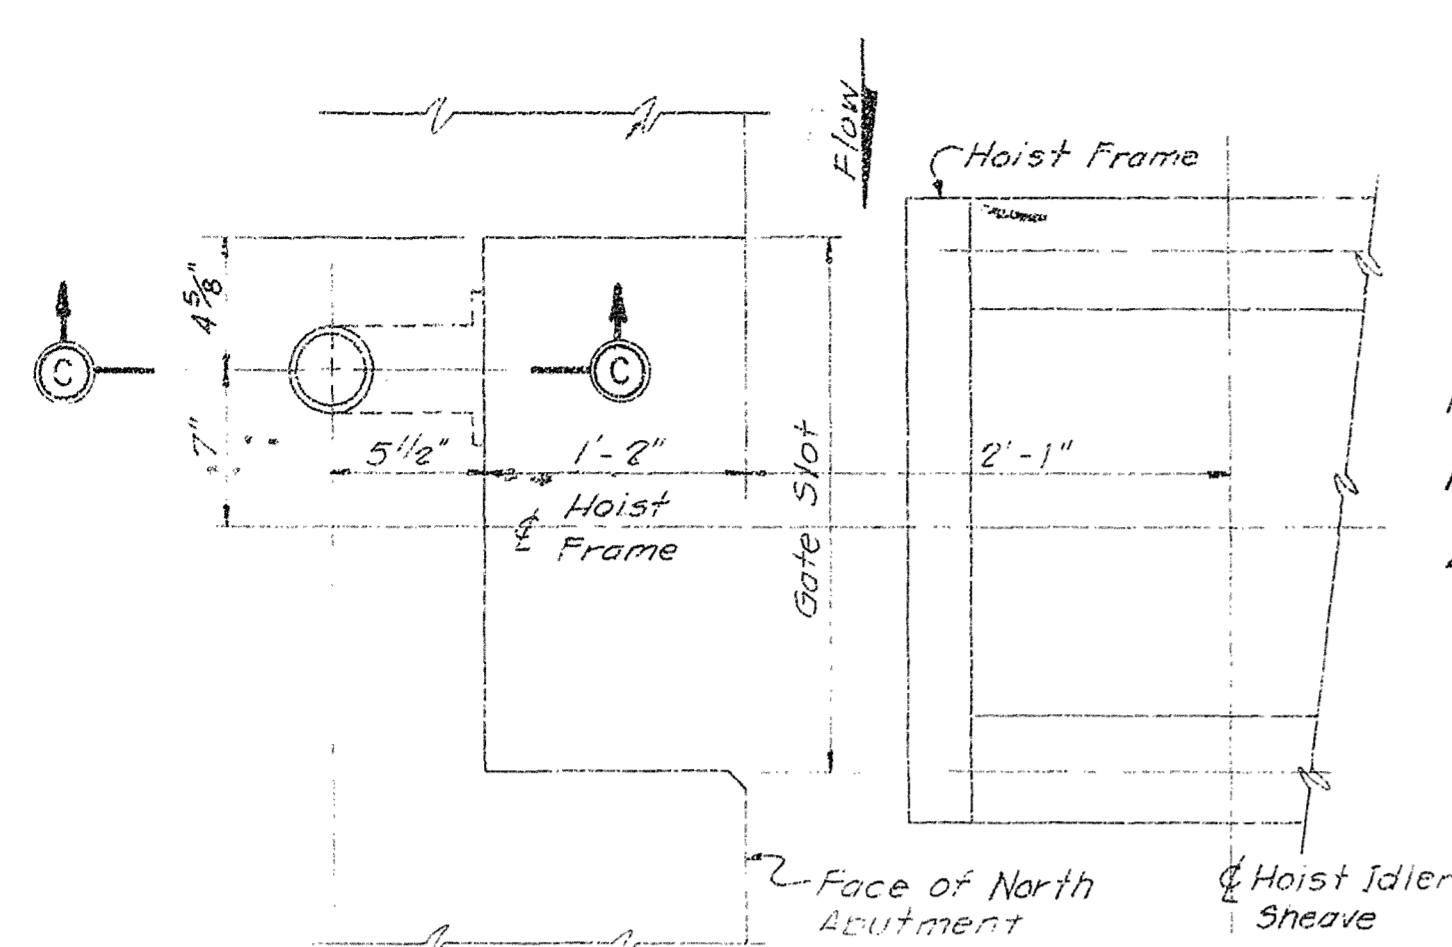 Flow
Hoist Frame
4 5/8"
C
C
7"
5 1/2"
1'-2"
2'-1"
Gate Slot
℄ Hoist
Frame
Face of North
Abutment
℄ Hoist Idler
Sheave